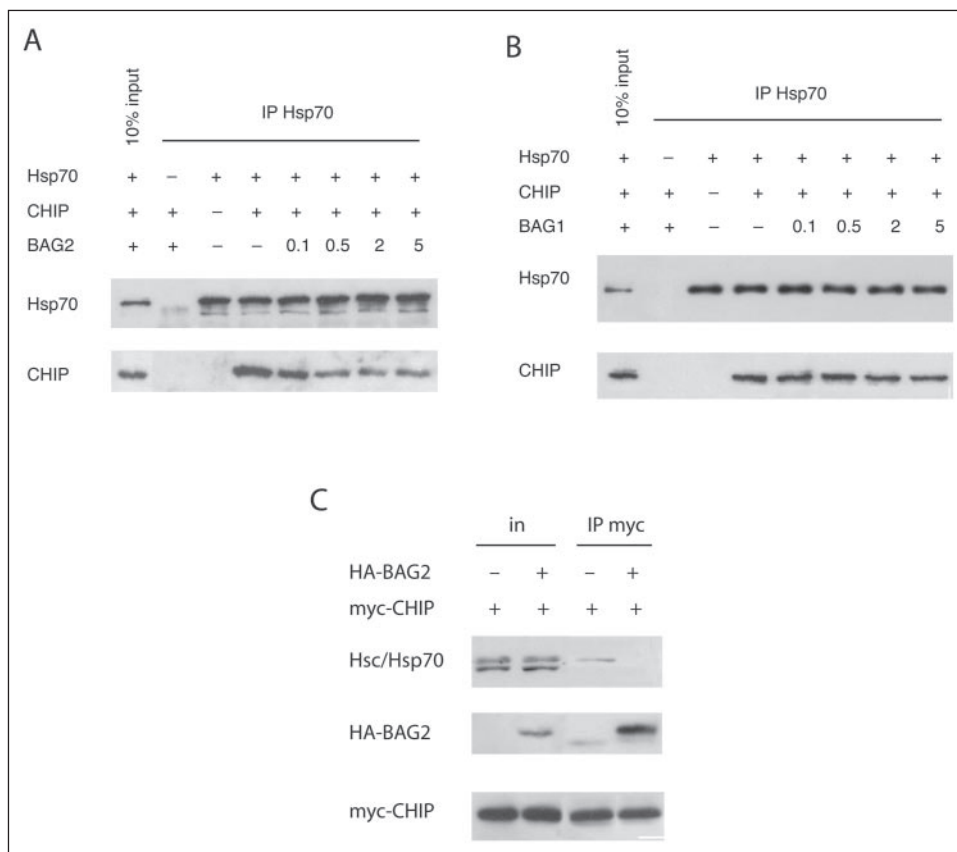 A
10% input
IP Hsp70
Hsp70 + – + + + + + +
CHIP + + – + + + + +
BAG2 + + – – 0.1 0.5 2 5
Hsp70
CHIP
B
10% input
IP Hsp70
Hsp70 + – + + + + + +
CHIP + + – + + + + +
BAG1 + + – – 0.1 0.5 2 5
Hsp70
CHIP
C
in IP myc
HA-BAG2 – + – +
myc-CHIP + + + +
Hsc/Hsp70
HA-BAG2
myc-CHIP